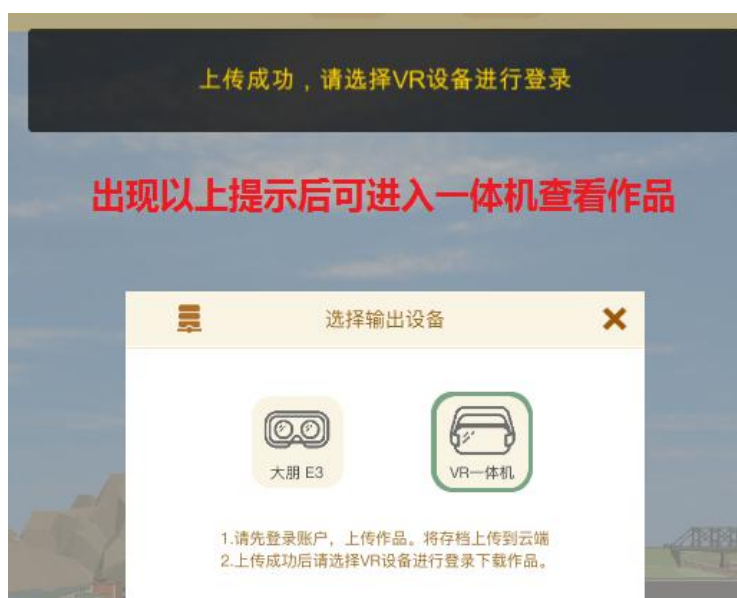 上传成功，请选择VR设备进行登录
出现以上提示后可进入一体机查看作品
选择输出设备
大朋 E3
VR一体机
1.请先登录账户，上传作品。将存档上传到云端
2.上传成功后请选择VR设备进行登录下载作品。